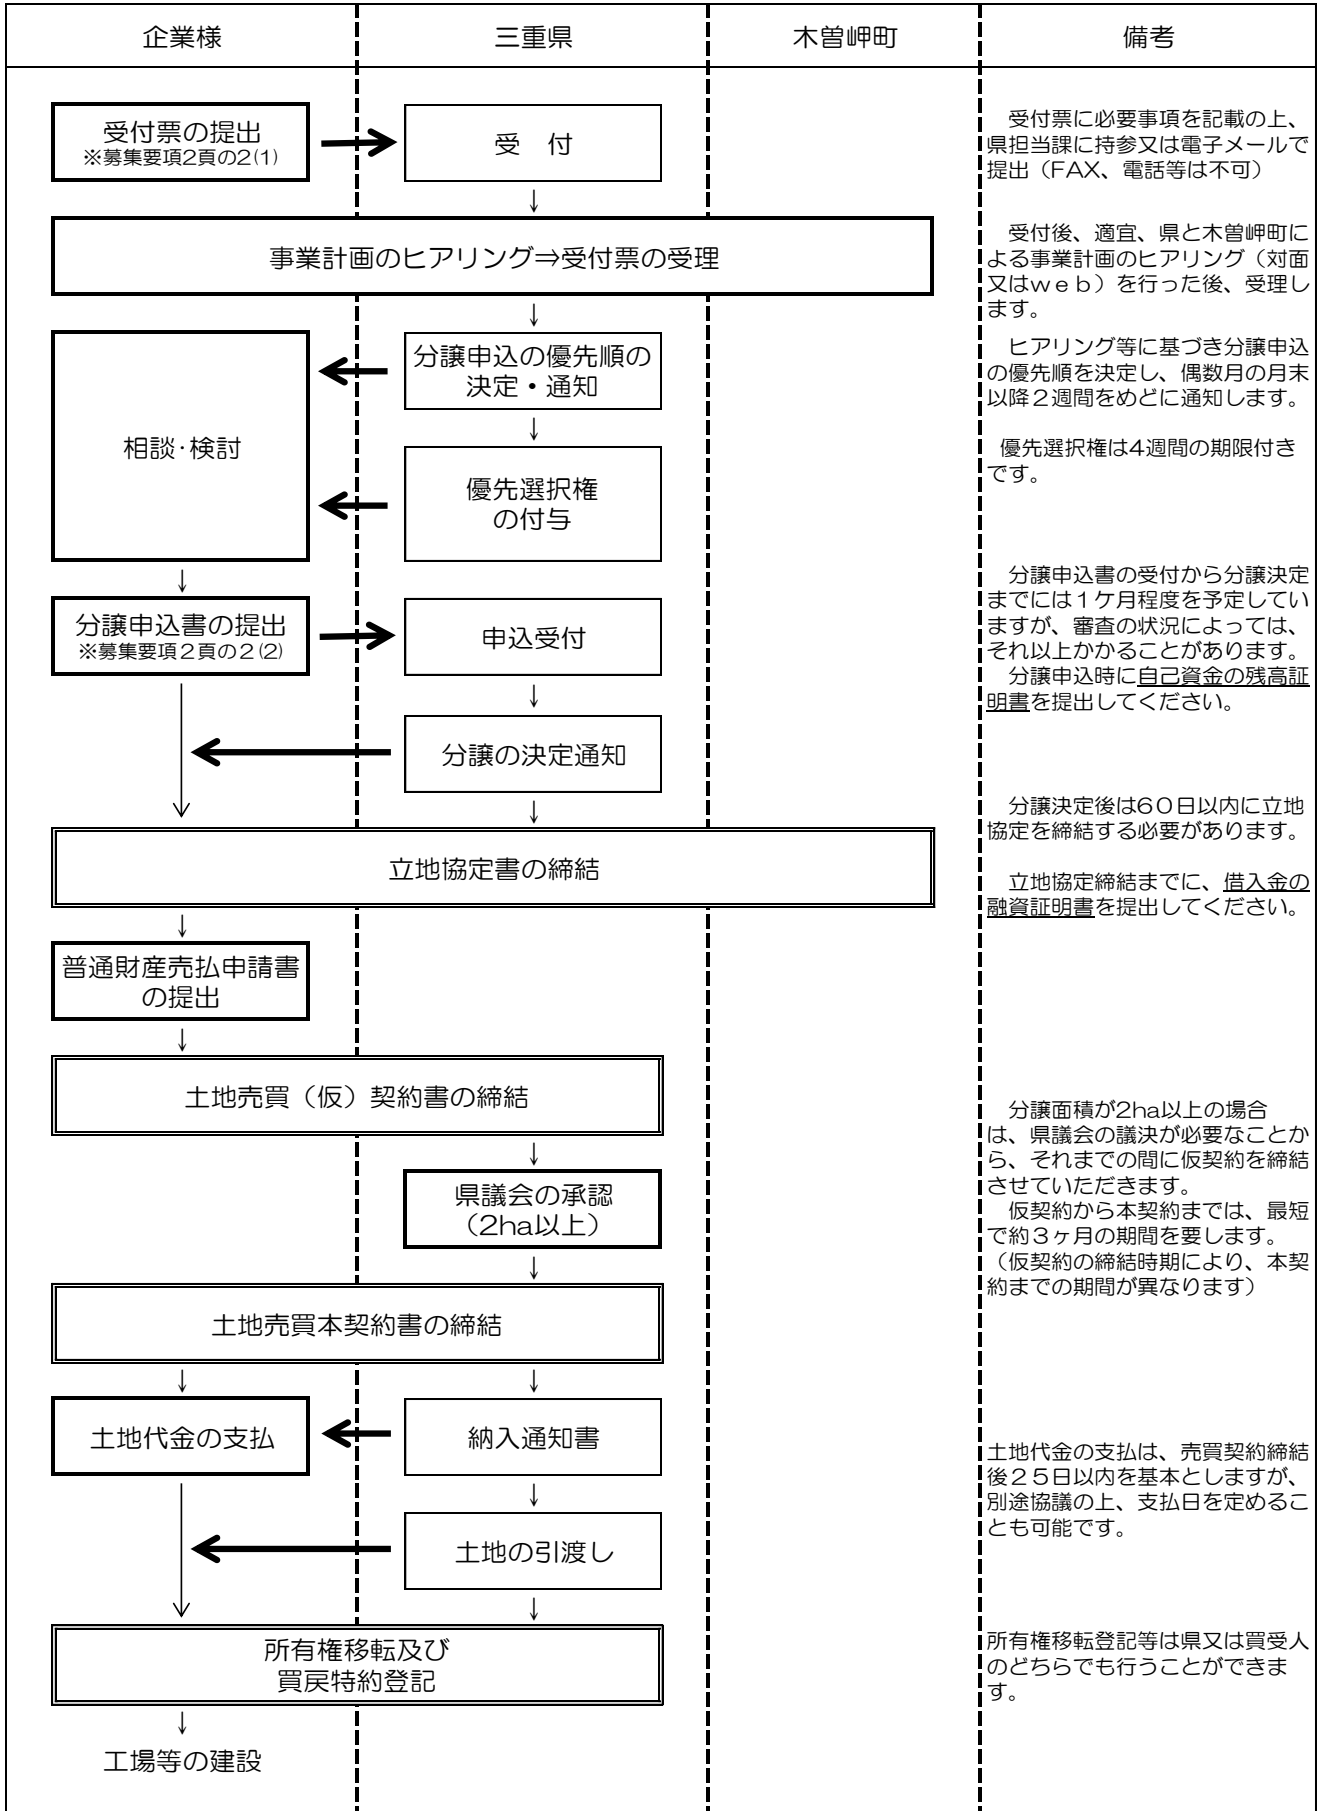 企業様
三重県
木曽岬町
備考
受付票の提出
※募集要項2頁の2(1)
受　付
受付票に必要事項を記載の上、
県担当課に持参又は電子メールで
提出（FAX、電話等は不可）
↓
事業計画のヒアリング⇒受付票の受理
受付後、適宜、県と木曽岬町に
よる事業計画のヒアリング（対面
又はｗｅｂ）を行った後、受理し
ます。
↓
分譲申込の優先順の
決定・通知
ヒアリング等に基づき分譲申込
の優先順を決定し、偶数月の月末
以降２週間をめどに通知します。
↓
相談･検討
優先選択権
の付与
優先選択権は4週間の期限付き
です。
↓
分譲申込書の提出
※募集要項２頁の２(2)
申込受付
分譲申込書の受付から分譲決定
までには１ケ月程度を予定してい
ますが、審査の状況によっては、
それ以上かかることがあります。
分譲申込時に自己資金の残高証
明書を提出してください。
↓
分譲の決定通知
↓
立地協定書の締結
分譲決定後は60日以内に立地
協定を締結する必要があります。
立地協定締結までに、借入金の
融資証明書を提出してください。
↓
普通財産売払申請書
の提出
↓
土地売買（仮）契約書の締結
↓
県議会の承認
（2ha以上）
分譲面積が2ha以上の場合
は、県議会の議決が必要なことか
ら、それまでの間に仮契約を締結
させていただきます。
仮契約から本契約までは、最短
で約３ヶ月の期間を要します。
（仮契約の締結時期により、本契
約までの期間が異なります）
↓
土地売買本契約書の締結
↓
↓
土地代金の支払
納入通知書
土地代金の支払は、売買契約締結
後２５日以内を基本としますが、
別途協議の上、支払日を定めるこ
とも可能です。
↓
土地の引渡し
↓
所有権移転及び
買戻特約登記
所有権移転登記等は県又は買受人
のどちらでも行うことができま
す。
↓
工場等の建設